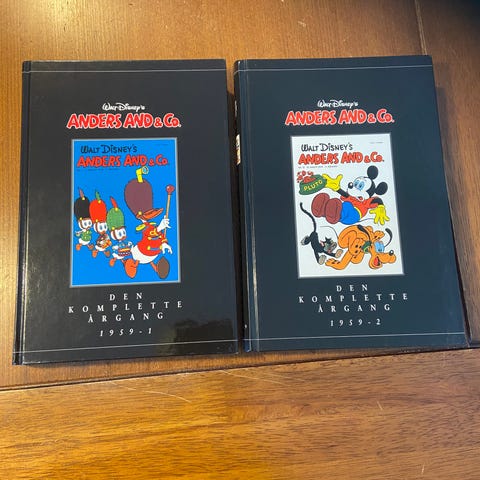 Walt Disney's
ANDERS AND & Co.
WALT DISNEY'S
ANDERS AND & Co.
DEN
KOMPLETTE
ÅRGANG
1959-1
Walt Disney's
ANDERS AND & Co.
WALT DISNEY'S
ANDERS AND & Co.
PLUTO
DEN
KOMPLETTE
ÅRGANG
1959-2